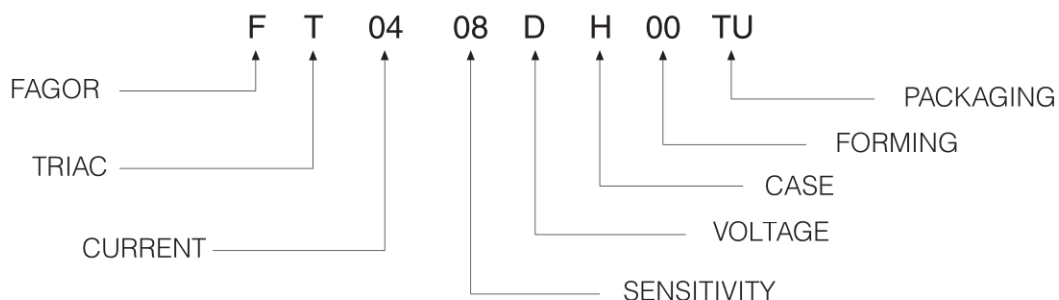 F T 04 08 D H 00 TU
FAGOR
PACKAGING
FORMING
TRIAC
CASE
VOLTAGE
CURRENT
SENSITIVITY